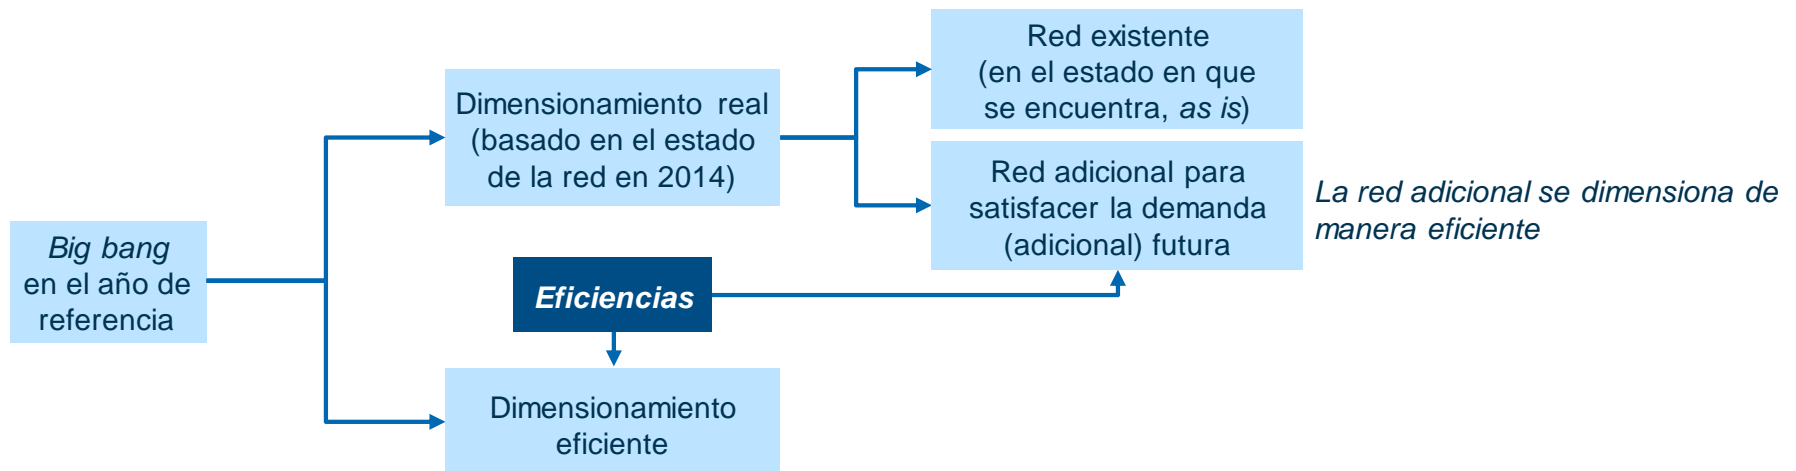 Big bang
en el año de
referencia
Dimensionamiento real
(basado en el estado
de la red en 2014)
Eficiencias
Dimensionamiento
eficiente
Red existente
(en el estado en que
se encuentra, as is)
Red adicional para
satisfacer la demanda
(adicional) futura
La red adicional se dimensiona de
manera eficiente